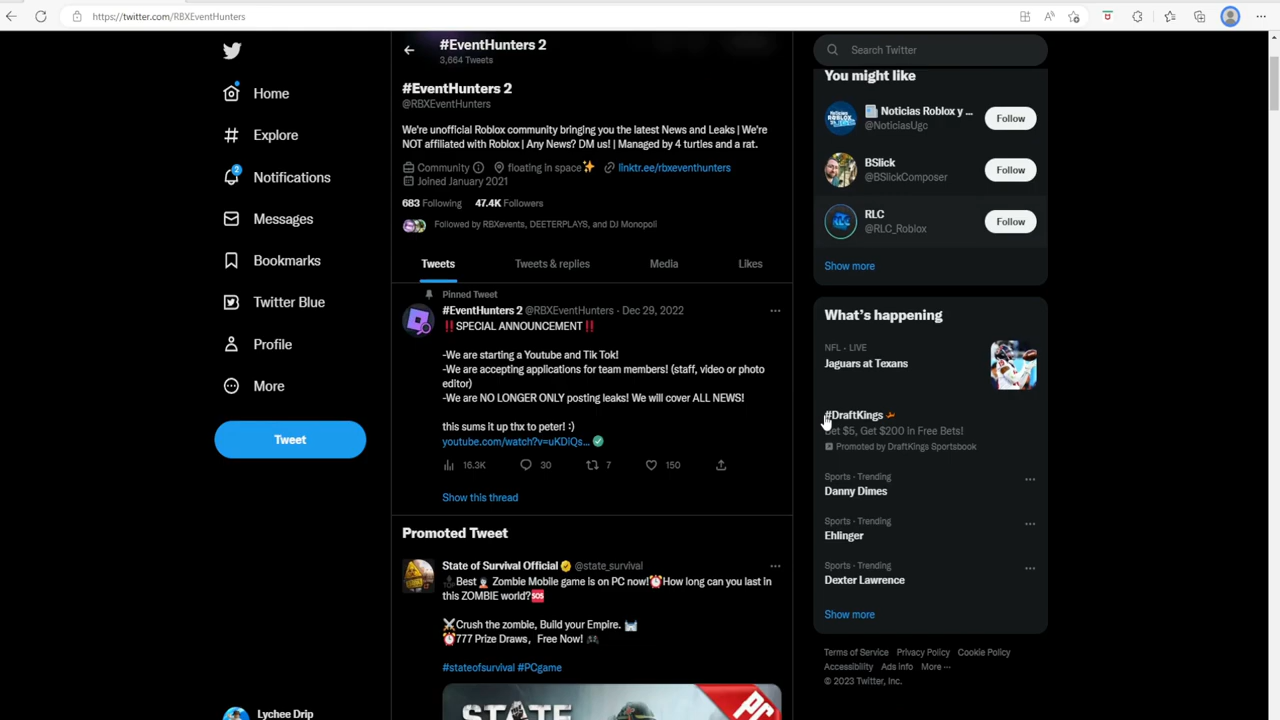 https://twitter.com/RBXEventHunters
#EventHunters 2
3,664 Tweets
Search Twitter
Home
Explore
2
Notifications
Messages
Bookmarks
Twitter Blue
Profile
More
Tweet
Lychee Drip
#EventHunters 2
@RBXEventHunters
We're unofficial Roblox community bringing you the latest News and Leaks | We're
NOT affiliated with Roblox | Any News? DM us! | Managed by 4 turtles and a rat.
Community floating in space✨ linktr.ee/rbxeventhunters
Joined January 2021
683 Following 47.4K Followers
Followed by RBXevents, DEETERPLAYS, and DJ Monopoli
Tweets Tweets & replies Media Likes
Pinned Tweet
#EventHunters 2 @RBXEventHunters · Dec 29, 2022
‼️SPECIAL ANNOUNCEMENT‼️
-We are starting a Youtube and Tik Tok!
-We are accepting applications for team members! (staff, video or photo
editor)
-We are NO LONGER ONLY posting leaks! We will cover ALL NEWS!
this sums it up thx to peter! :)
youtube.com/watch?v=uKDlQs...
16.3K 30 7 150
Show this thread
Promoted Tweet
State of Survival Official @state_survival
Best Zombie Mobile game is on PC now!⏰How long can you last in
this ZOMBIE world?🆘
⚔Crush the zombie, Build your Empire.
⏰777 Prize Draws, Free Now!
#stateofsurvival #PCgame
STATE
PC
You might like
Noticias Roblox y ...
@NoticiasUgc
Follow
BSlick
@BSlickComposer
Follow
RLC
@RLC_Roblox
Follow
Show more
What's happening
NFL · LIVE
Jaguars at Texans
#DraftKings
Bet $5, Get $200 In Free Bets!
Promoted by DraftKings Sportsbook
Sports · Trending
Danny Dimes
Sports · Trending
Ehlinger
Sports · Trending
Dexter Lawrence
Show more
Terms of Service Privacy Policy Cookie Policy
Accessibility Ads info More ···
© 2023 Twitter, Inc.